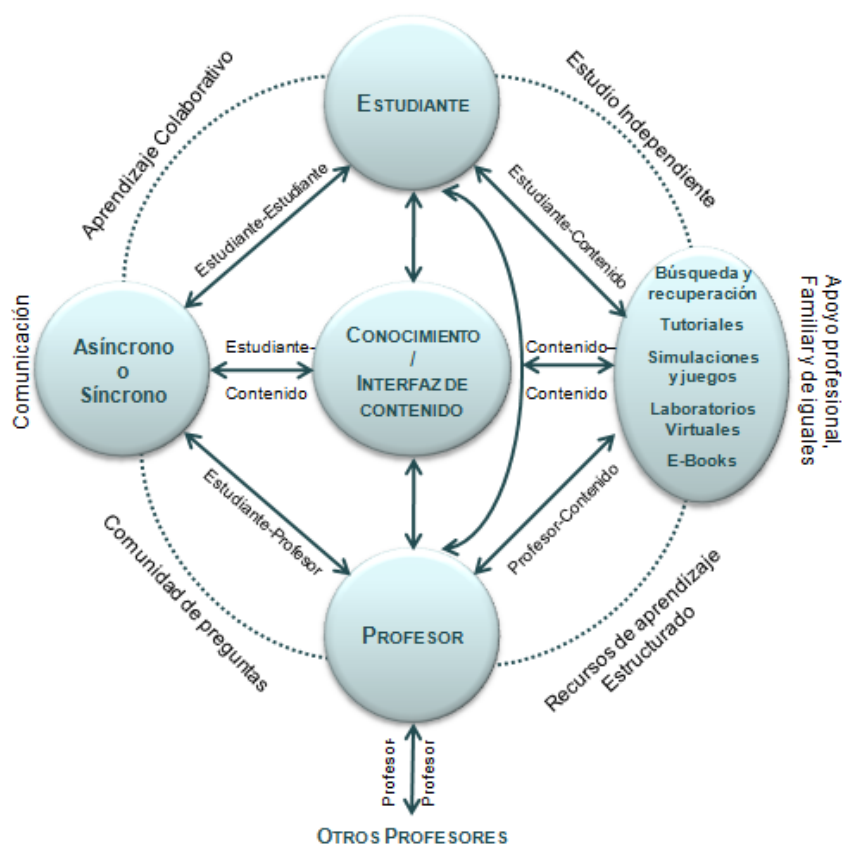 ESTUDIANTE
Aprendizaje Colaborativo
Estudio Independiente
Estudiante-Estudiante
Estudiante-Contenido
Comunicación
Asíncrono
o
Síncrono
Estudiante-
Contenido
CONOCIMIENTO
/
INTERFAZ DE
CONTENIDO
Contenido–
Contenido
Búsqueda y
recuperación
Tutoriales
Simulaciones
y juegos
Laboratorios
Virtuales
E-Books
Apoyo profesional,
Familiar y de iguales
Estudiante-Profesor
Profesor-Contenido
Comunidad de preguntas
PROFESOR
Recursos de aprendizaje
Estructurado
Profesor-
Profesor
OTROS PROFESORES